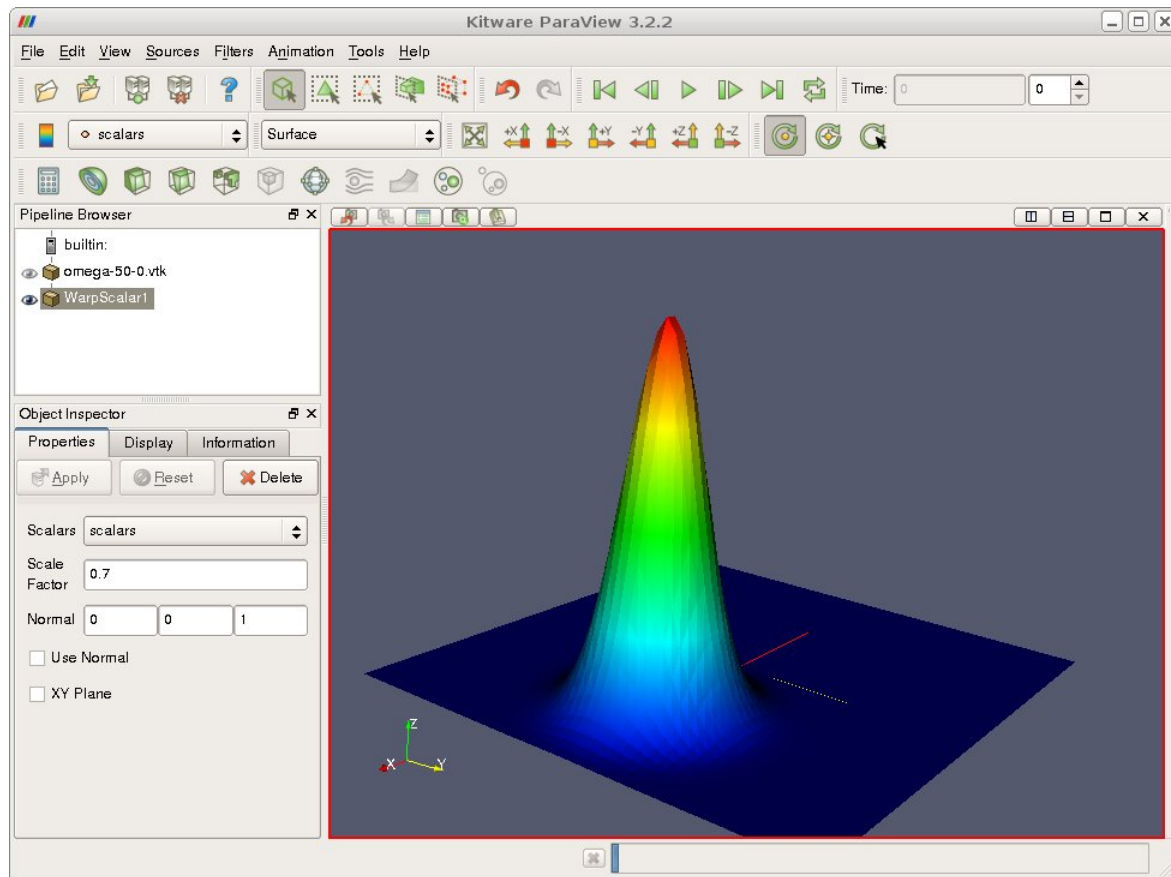 Kitware ParaView 3.2.2
File Edit View Sources Filters Animation Tools Help
? Time: 0 0
scalars Surface +X -X +Y -Y +Z -Z
Pipeline Browser
builtin:
omega-50-0.vtk
WarpScalar1
Object Inspector
Properties Display Information
Apply Reset Delete
Scalars scalars
Scale Factor 0.7
Normal 0 0 1
Use Normal
XY Plane
Z
X Y